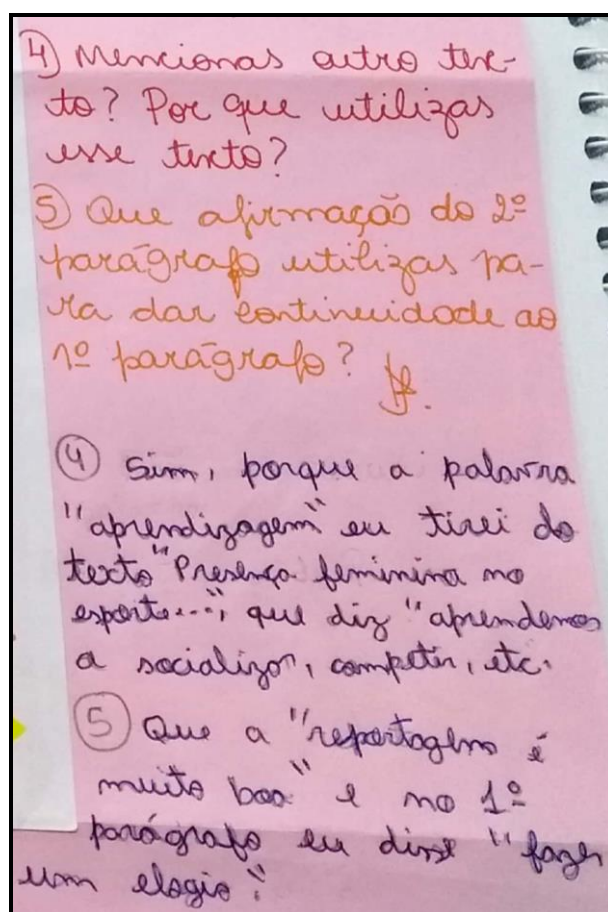 4) Mencionas outro tex-
to? Por que utilizas
esse texto?
5) Que afirmação do 2º
parágrafo utilizas pa-
ra dar continuidade ao
1º parágrafo?
4) Sim, porque a palavra
"aprendizagem" eu tirei do
texto "Presença feminina no
esporte...", que diz "aprendemos
a socializar, competir, etc.
5) Que a "reportagem é
muito boa" e no 1º
parágrafo eu disse "fazer
um elogio".